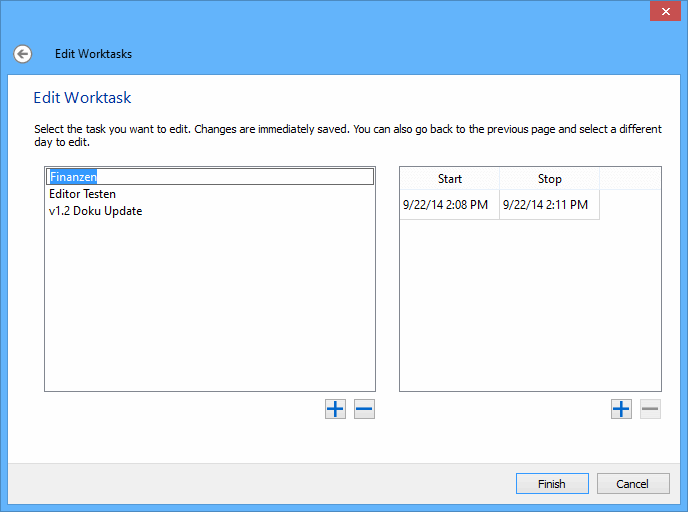 Edit Worktasks
Edit Worktask
Select the task you want to edit. Changes are immediately saved. You can also go back to the previous page and select a different
day to edit.
Finanzen
Editor Testen
v1.2 Doku Update
Start Stop
9/22/14 2:08 PM 9/22/14 2:11 PM
Finish Cancel